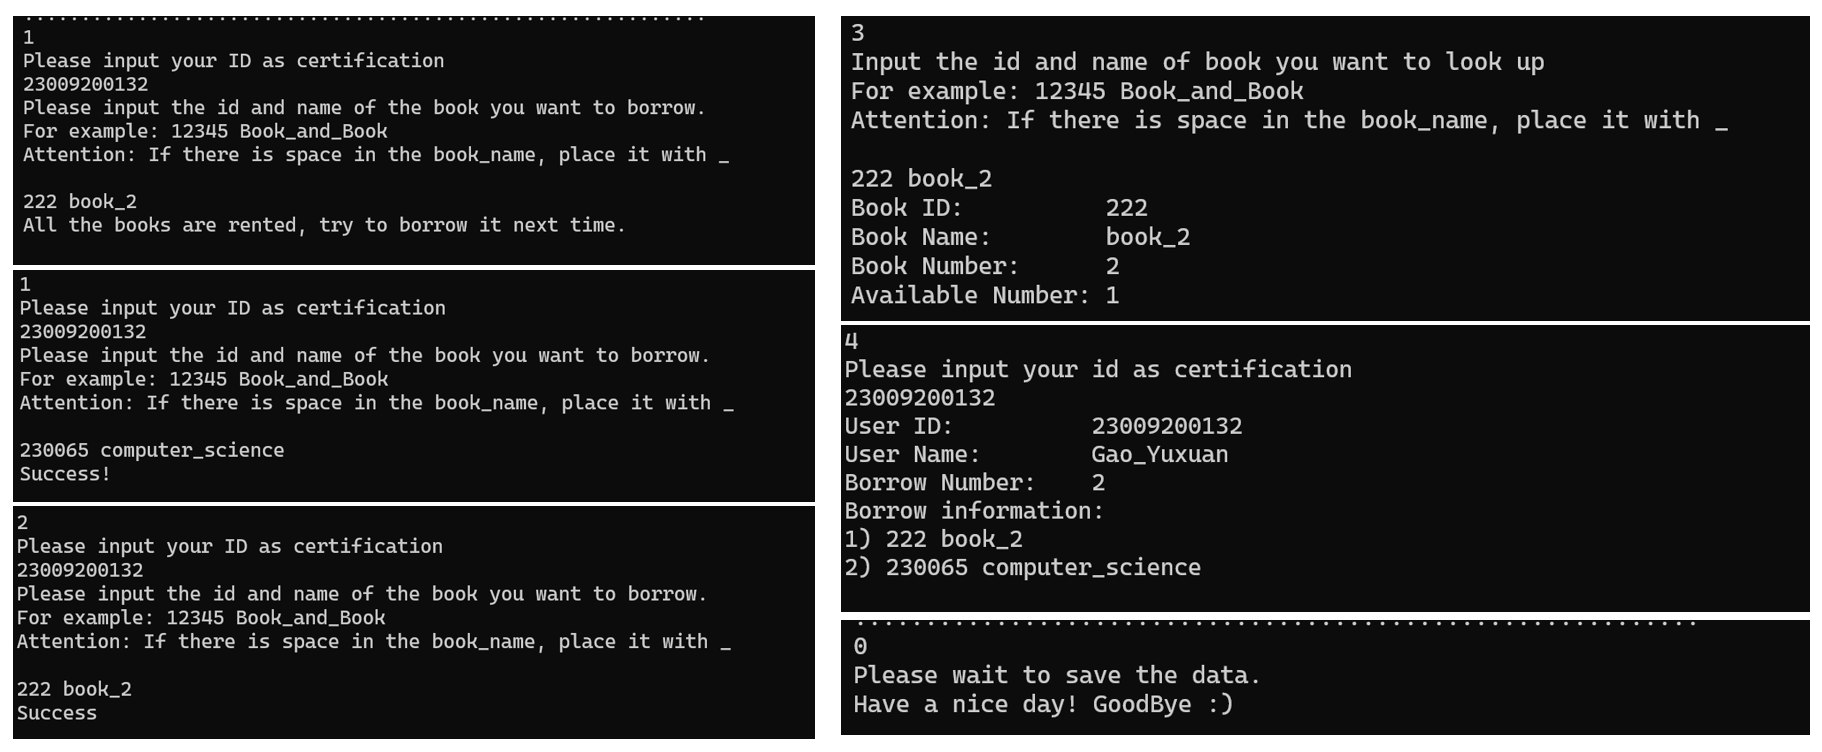 1
Please input your ID as certification
23009200132
Please input the id and name of the book you want to borrow.
For example: 12345 Book_and_Book
Attention: If there is space in the book_name, place it with _
222 book_2
All the books are rented, try to borrow it next time.
1
Please input your ID as certification
23009200132
Please input the id and name of the book you want to borrow.
For example: 12345 Book_and_Book
Attention: If there is space in the book_name, place it with _
230065 computer_science
Success!
2
Please input your ID as certification
23009200132
Please input the id and name of the book you want to borrow.
For example: 12345 Book_and_Book
Attention: If there is space in the book_name, place it with _
222 book_2
Success
3
Input the id and name of book you want to look up
For example: 12345 Book_and_Book
Attention: If there is space in the book_name, place it with _
222 book_2
Book ID: 222
Book Name: book_2
Book Number: 2
Available Number: 1
4
Please input your id as certification
23009200132
User ID: 23009200132
User Name: Gao_Yuxuan
Borrow Number: 2
Borrow information:
1) 222 book_2
2) 230065 computer_science
0
Please wait to save the data.
Have a nice day! GoodBye :)